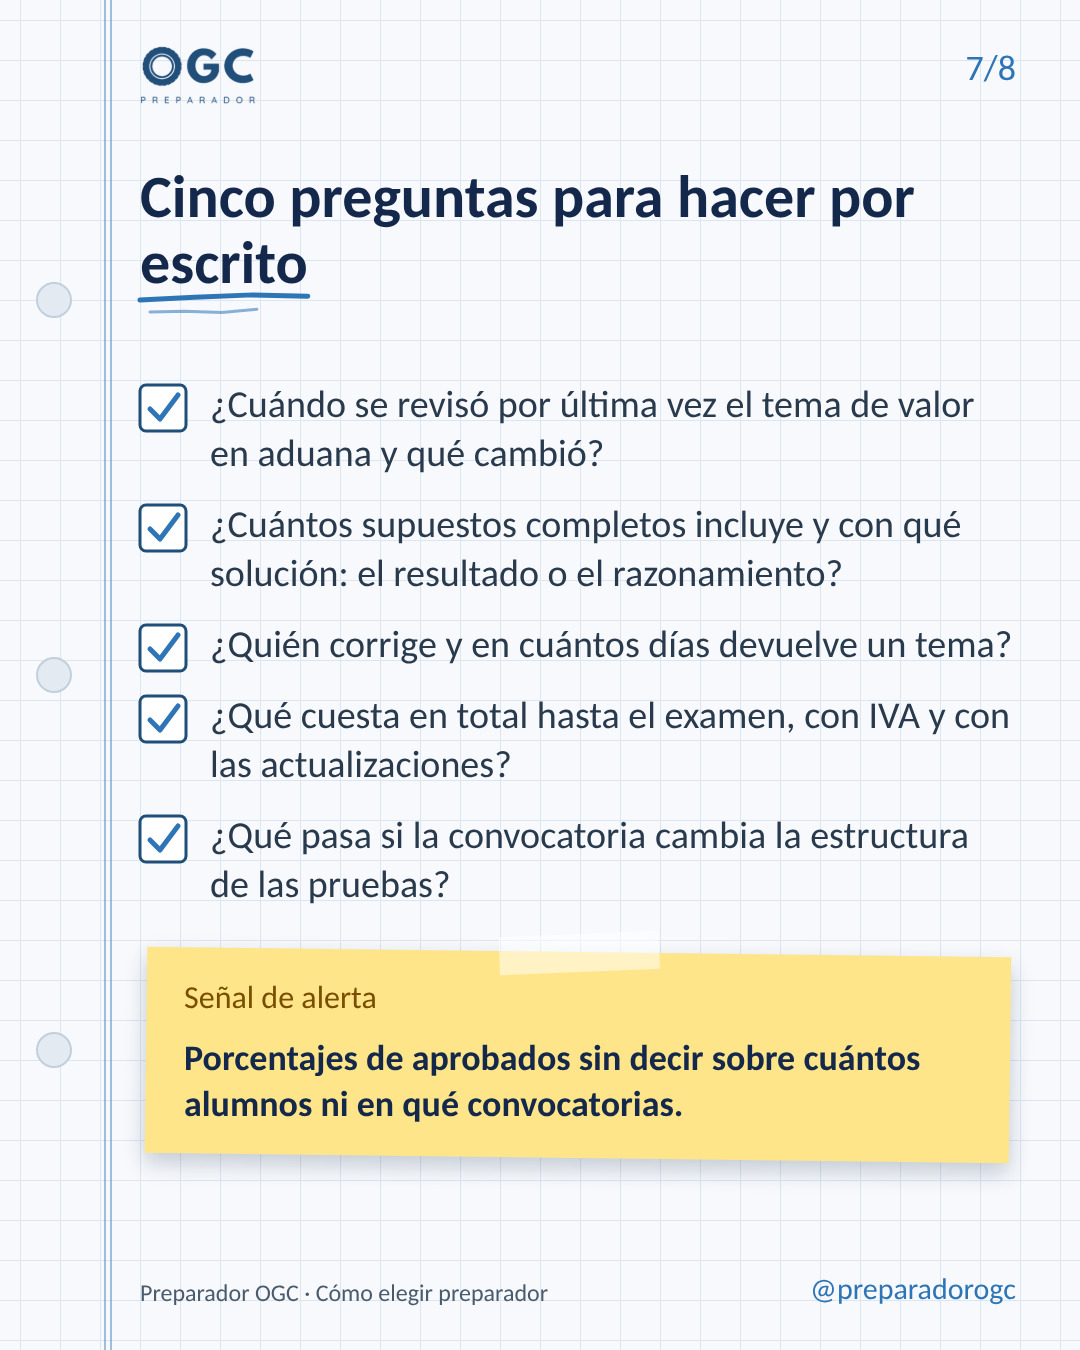 OGC
PREPARADOR
7/8
Cinco preguntas para hacer por
escrito
¿Cuándo se revisó por última vez el tema de valor
en aduana y qué cambió?
¿Cuántos supuestos completos incluye y con qué
solución: el resultado o el razonamiento?
¿Quién corrige y en cuántos días devuelve un tema?
¿Qué cuesta en total hasta el examen, con IVA y con
las actualizaciones?
¿Qué pasa si la convocatoria cambia la estructura
de las pruebas?
Señal de alerta
Porcentajes de aprobados sin decir sobre cuántos
alumnos ni en qué convocatorias.
Preparador OGC · Cómo elegir preparador
@preparadorogc